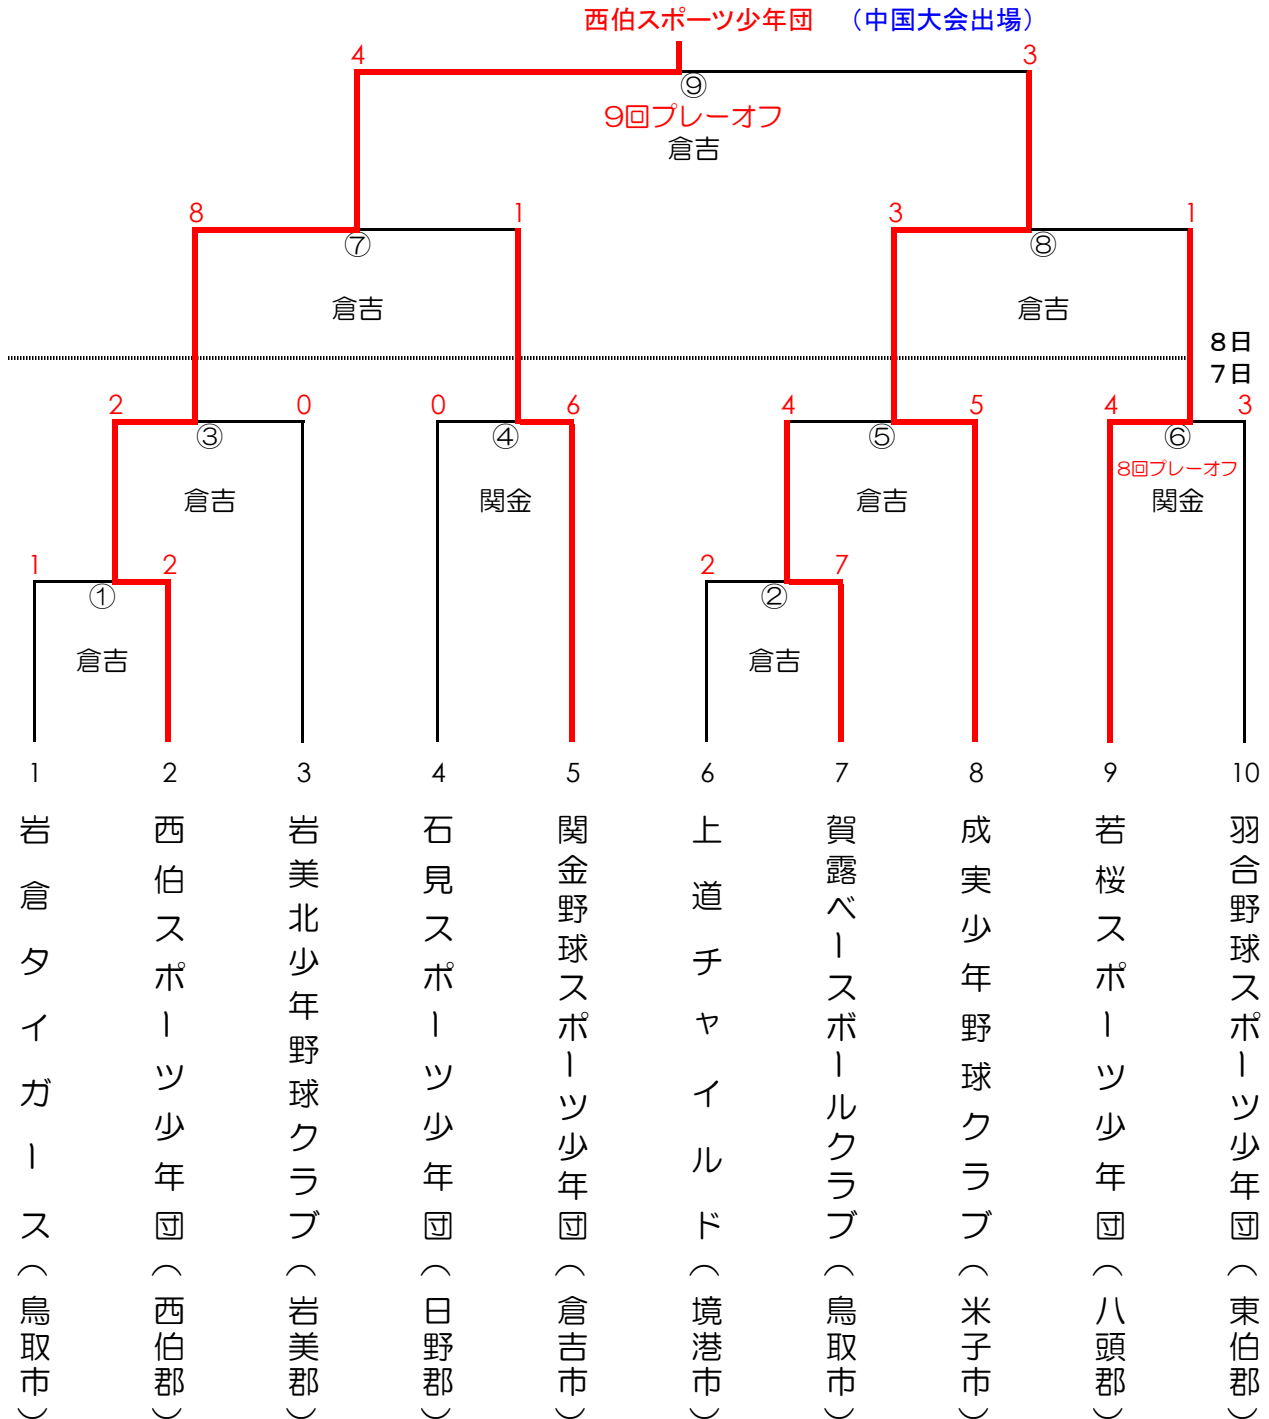 西伯スポーツ少年団 （中国大会出場）
4 3
⑨
9回プレーオフ
倉吉
8 1 3 1
⑦ ⑧
倉吉 倉吉
8日
7日
2 0 0 6 4 5 4 3
③ ④ ⑤ ⑥
8回プレーオフ
倉吉 関金 倉吉 関金
1 2 2 7
① ②
倉吉 倉吉
1 2 3 4 5 6 7 8 9 10
岩倉タイガース（鳥取市）
西伯スポーツ少年団（西伯郡）
岩美北少年野球クラブ（岩美郡）
石見スポーツ少年団（日野郡）
関金野球スポーツ少年団（倉吉市）
上道チャイルド（境港市）
賀露ベースボールクラブ（鳥取市）
成実少年野球クラブ（米子市）
若桜スポーツ少年団（八頭郡）
羽合野球スポーツ少年団（東伯郡）